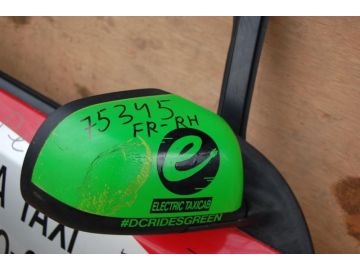 75345
FR-RH
e
ELECTRIC TAXICAB
#DCRIDESGREEN
A
TAXI